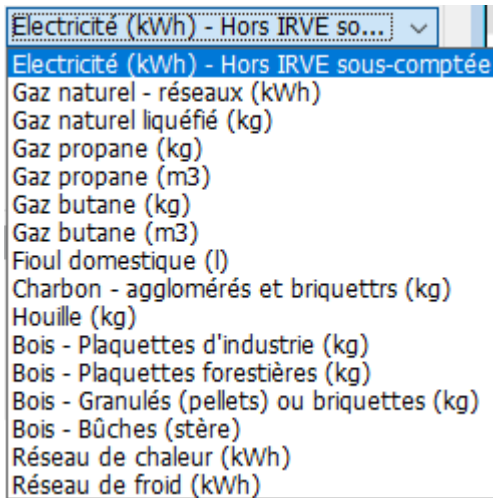 Electricité (kWh) - Hors IRVE so...
Electricité (kWh) - Hors IRVE sous-comptée
Gaz naturel - réseaux (kWh)
Gaz naturel liquéfié (kg)
Gaz propane (kg)
Gaz propane (m3)
Gaz butane (kg)
Gaz butane (m3)
Fioul domestique (l)
Charbon - agglomérés et briquettrs (kg)
Houille (kg)
Bois - Plaquettes d'industrie (kg)
Bois - Plaquettes forestières (kg)
Bois - Granulés (pellets) ou briquettes (kg)
Bois - Bûches (stère)
Réseau de chaleur (kWh)
Réseau de froid (kWh)